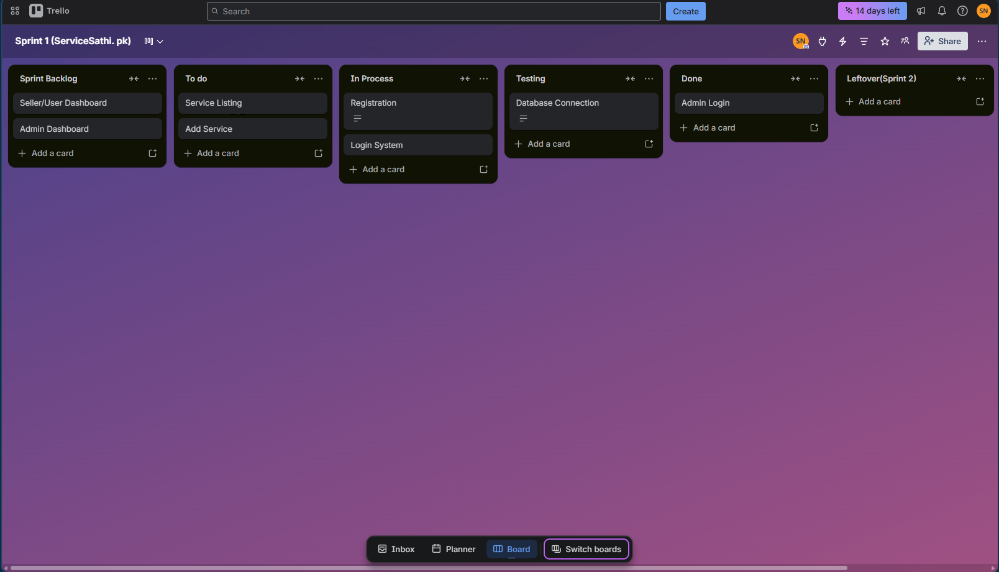 Trello
Search
Create
14 days left
SN
Sprint 1 (ServiceSathi. pk)
SN
Share
Sprint Backlog
Seller/User Dashboard
Admin Dashboard
Add a card
To do
Service Listing
Add Service
Add a card
In Process
Registration
Login System
Add a card
Testing
Database Connection
Add a card
Done
Admin Login
Add a card
Leftover(Sprint 2)
Add a card
Inbox
Planner
Board
Switch boards